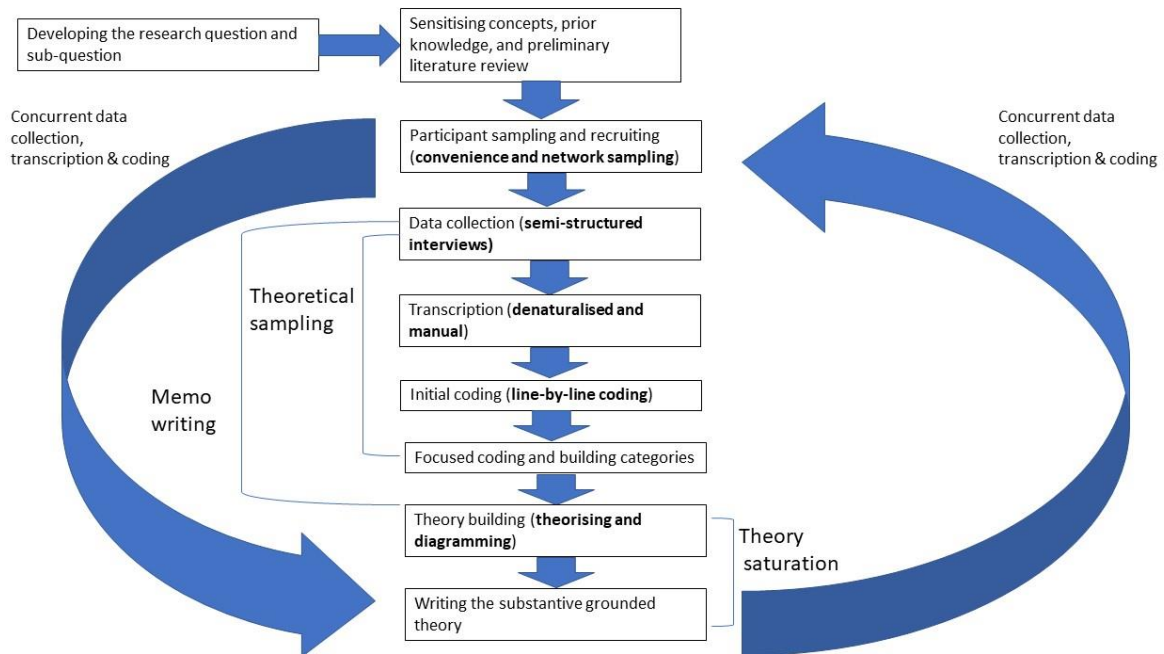 Developing the research question and
sub-question
Sensitising concepts, prior
knowledge, and preliminary
literature review
Concurrent data
collection,
transcription & coding
Participant sampling and recruiting
(convenience and network sampling)
Concurrent data
collection,
transcription & coding
Data collection (semi-structured
interviews)
Theoretical
sampling
Transcription (denaturalised and
manual)
Memo
writing
Initial coding (line-by-line coding)
Focused coding and building categories
Theory building (theorising and
diagramming)
Theory
saturation
Writing the substantive grounded
theory